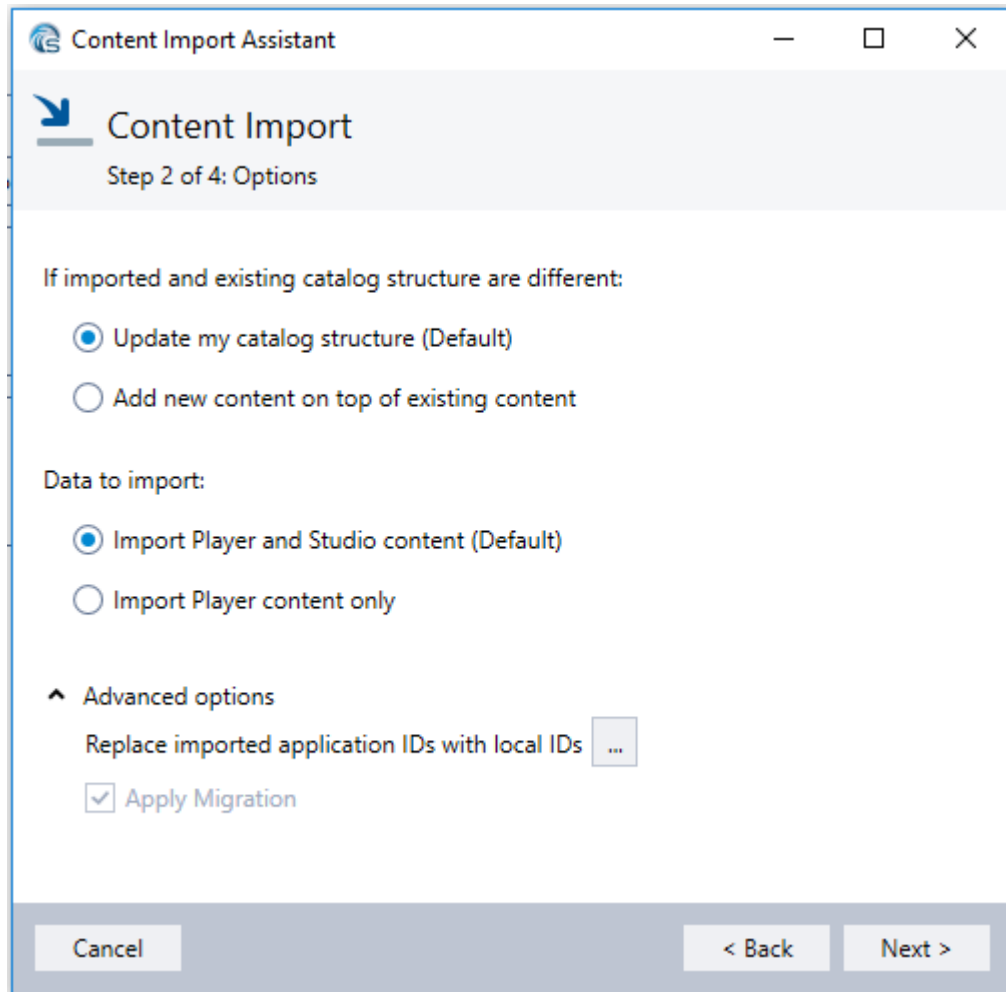 Content Import Assistant
Content Import
Step 2 of 4: Options
If imported and existing catalog structure are different:
Update my catalog structure (Default)
Add new content on top of existing content
Data to import:
Import Player and Studio content (Default)
Import Player content only
Advanced options
Replace imported application IDs with local IDs ...
Apply Migration
Cancel < Back Next >